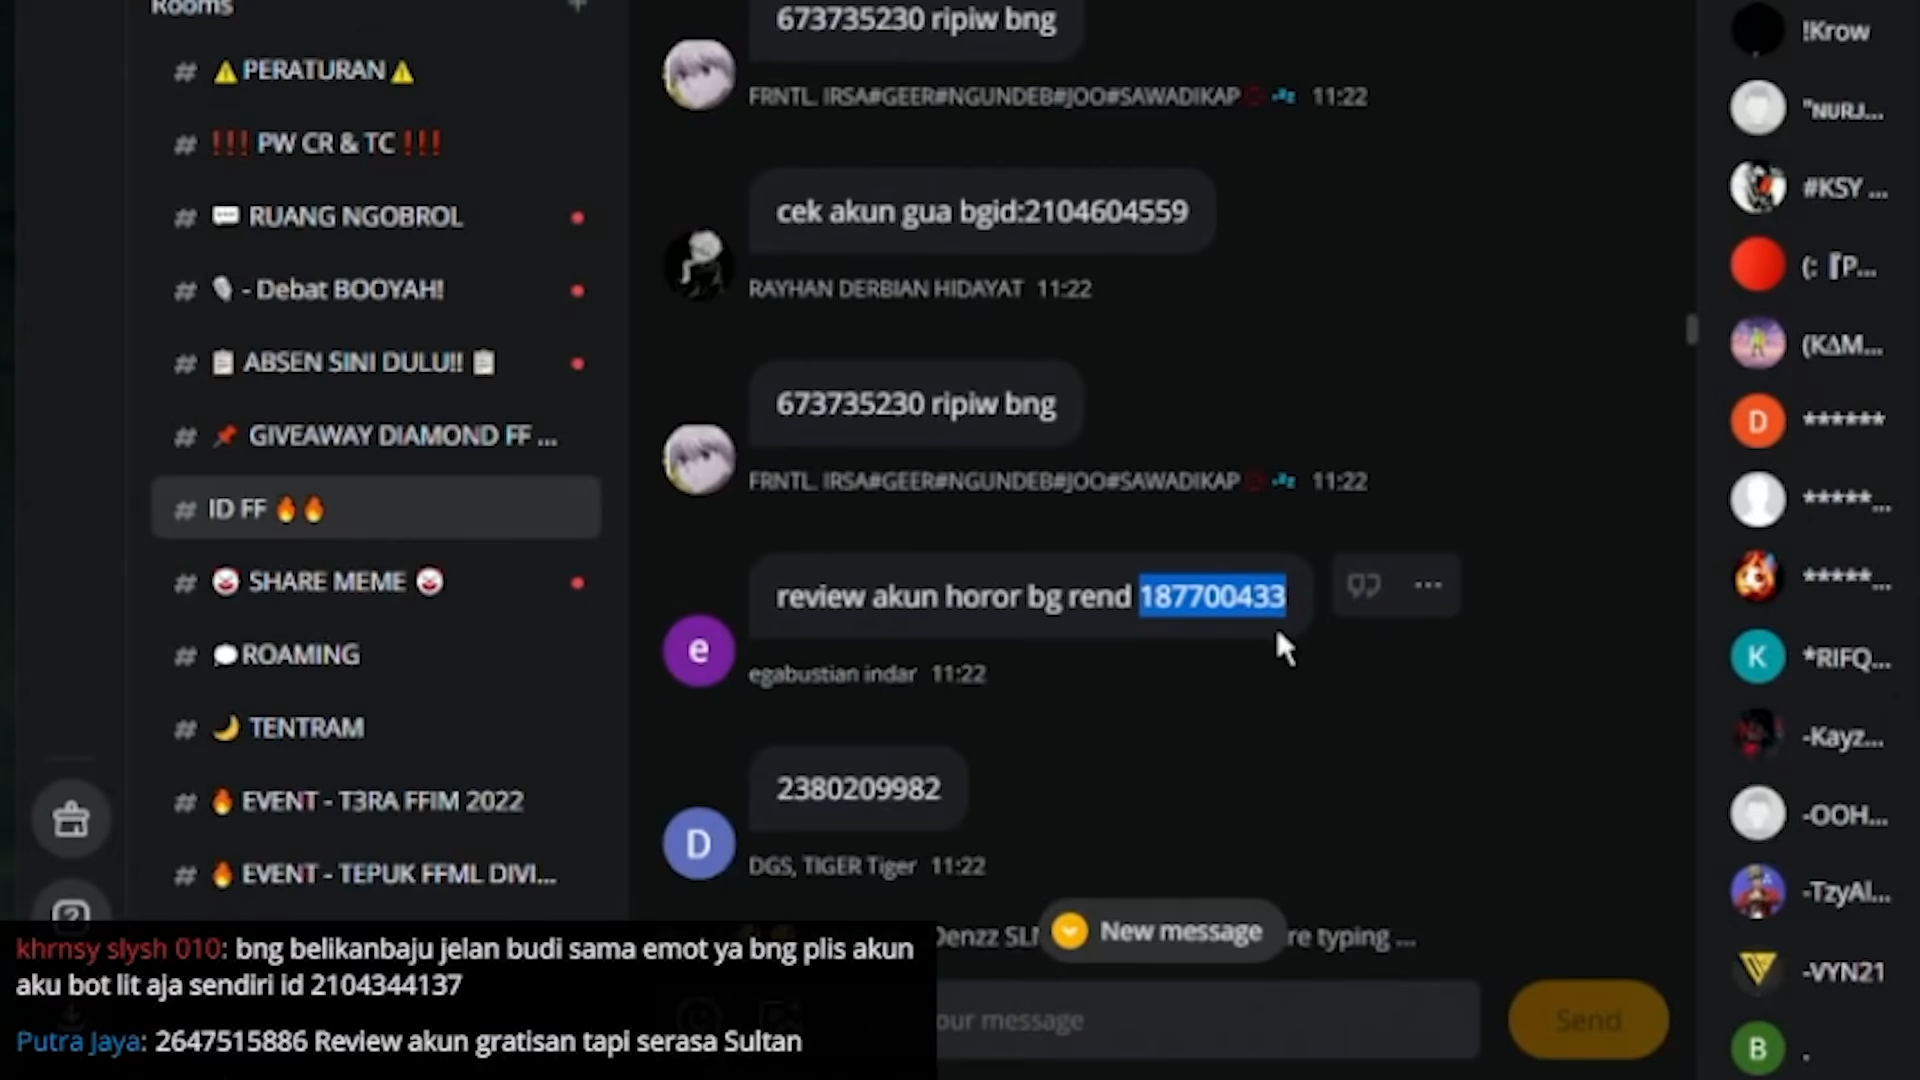 Rooms
+
# ⚠️PERATURAN⚠️
# ❗❗❗ PW CR & TC ❗❗❗
# 💬 RUANG NGOBROL
# 🎙️ - Debat BOOYAH!
# 📋 ABSEN SINI DULU!! 📋
# 📌 GIVEAWAY DIAMOND FF ...
# ID FF 🔥🔥
# 🤡 SHARE MEME 🤡
# 💭ROAMING
# 🌙 TENTRAM
# 🔥 EVENT - T3RA FFIM 2022
# 🔥 EVENT - TEPUK FFML DIVI...
673735230 ripiw bng
FRNTL. IRSA#GEER#NGUNDEB#JOO#SAWADIKAP 💤 11:22
cek akun gua bgid:2104604559
RAYHAN DERBIAN HIDAYAT 11:22
673735230 ripiw bng
FRNTL. IRSA#GEER#NGUNDEB#JOO#SAWADIKAP 💤 11:22
review akun horor bg rend 187700433
...
e
egabustian indar 11:22
2380209982
D
DGS, TIGER Tiger 11:22
Denzz
New message
re typing ...
our message
Send
khrnsy slysh 010: bng belikanbaju jelan budi sama emot ya bng plis akun
aku bot lit aja sendiri id 2104344137
Putra Jaya: 2647515886 Review akun gratisan tapi serasa Sultan
!Krow
"NURJ...
#KSY ...
(KΔM...
D ******
*****...
*****...
K *RIFQ...
-Kayz...
-OOH...
-TzyAl...
-VYN21
B .